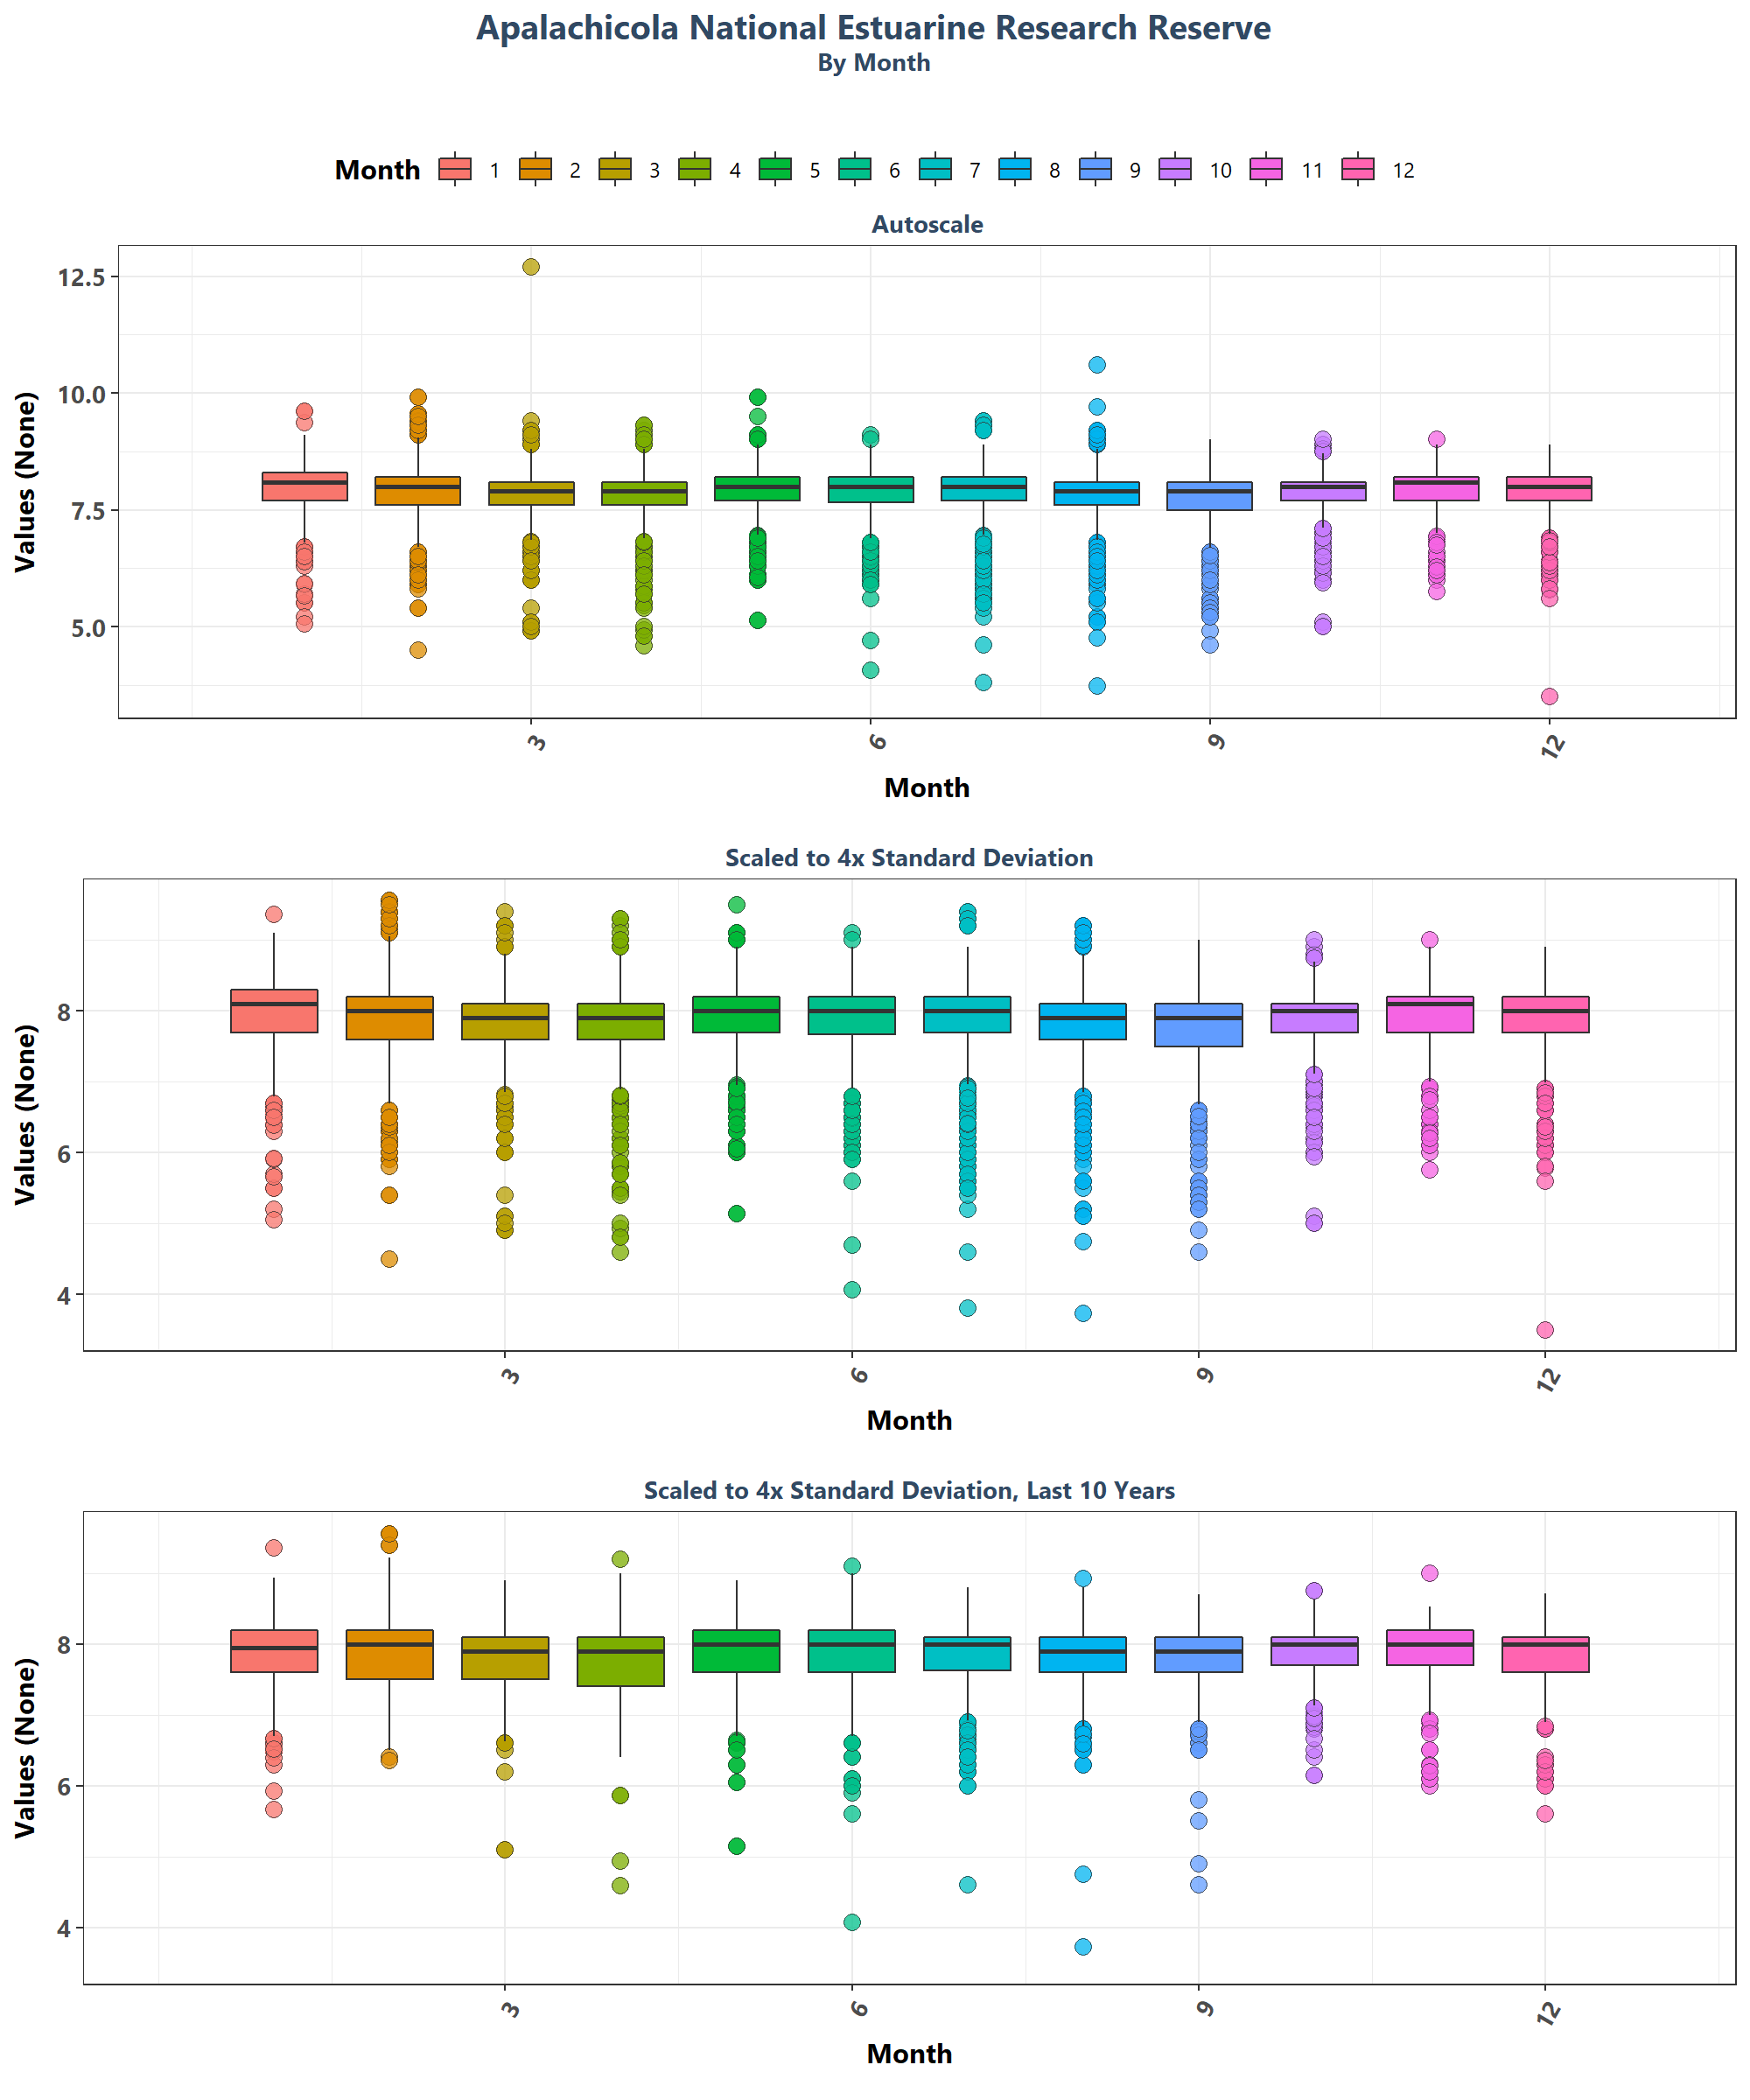 Apalachicola National Estuarine Research Reserve
By Month
Month 1 2 3 4 5 6 7 8 9 10 11 12
Autoscale
Values (None)
12.5
10.0
7.5
5.0
3 6 9 12
Month
Scaled to 4x Standard Deviation
Values (None)
8
6
4
3 6 9 12
Month
Scaled to 4x Standard Deviation, Last 10 Years
Values (None)
8
6
4
3 6 9 12
Month